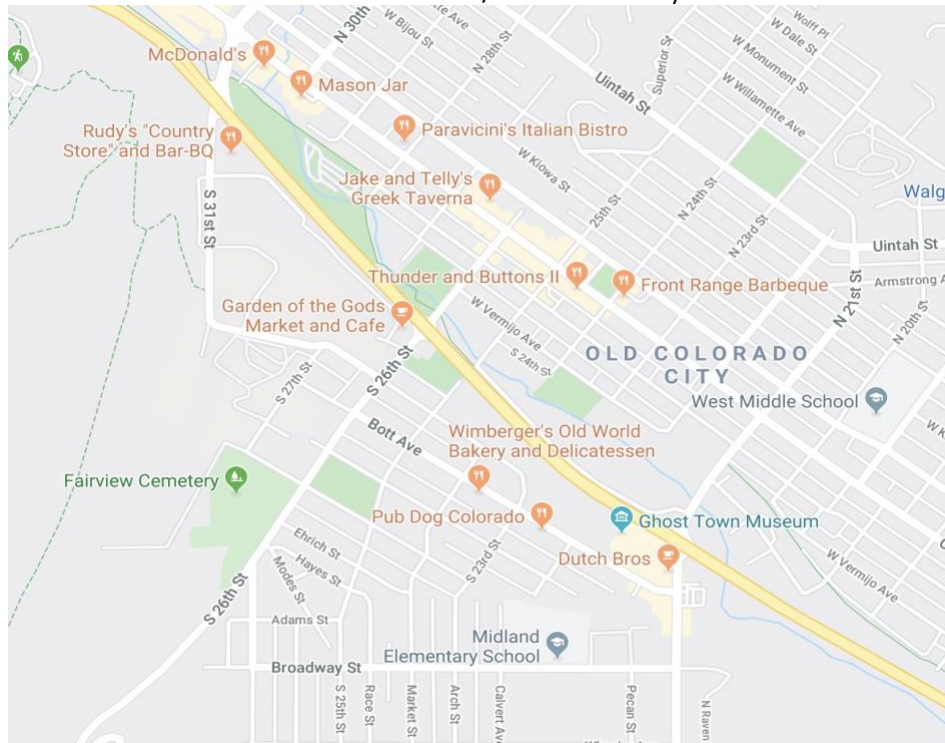 McDonald's
N 30th
W Bijou St
N 28th St
Mason Jar
Uintah St
Superior St
Wolff Pl
W Dale St
W Monument St
W Willamette Ave
Rudy's "Country
Store" and Bar-BQ
Paravicini's Italian Bistro
W Kiowa St
Jake and Telly's
Greek Taverna
S 31st St
25th St
N 24th St
N 23rd St
Walg
Uintah St
Armstrong A
N 21st St
N 20th St
Thunder and Buttons II
Front Range Barbeque
Garden of the Gods
Market and Cafe
W Vermijo Ave
S 24th St
OLD COLORADO
CITY
West Middle School
S 27th St
S 26th St
Bott Ave
Wimberger's Old World
Bakery and Delicatessen
Fairview Cemetery
Pub Dog Colorado
Ghost Town Museum
Dutch Bros
W Vermijo Ave
Ehrich St
Hayes St
Modes St
S 23rd St
S 26th St
Adams St
Midland
Elementary School
Broadway St
S 25th St
Race St
Market St
Arch St
Calvert Av
Pecan St
N Raven